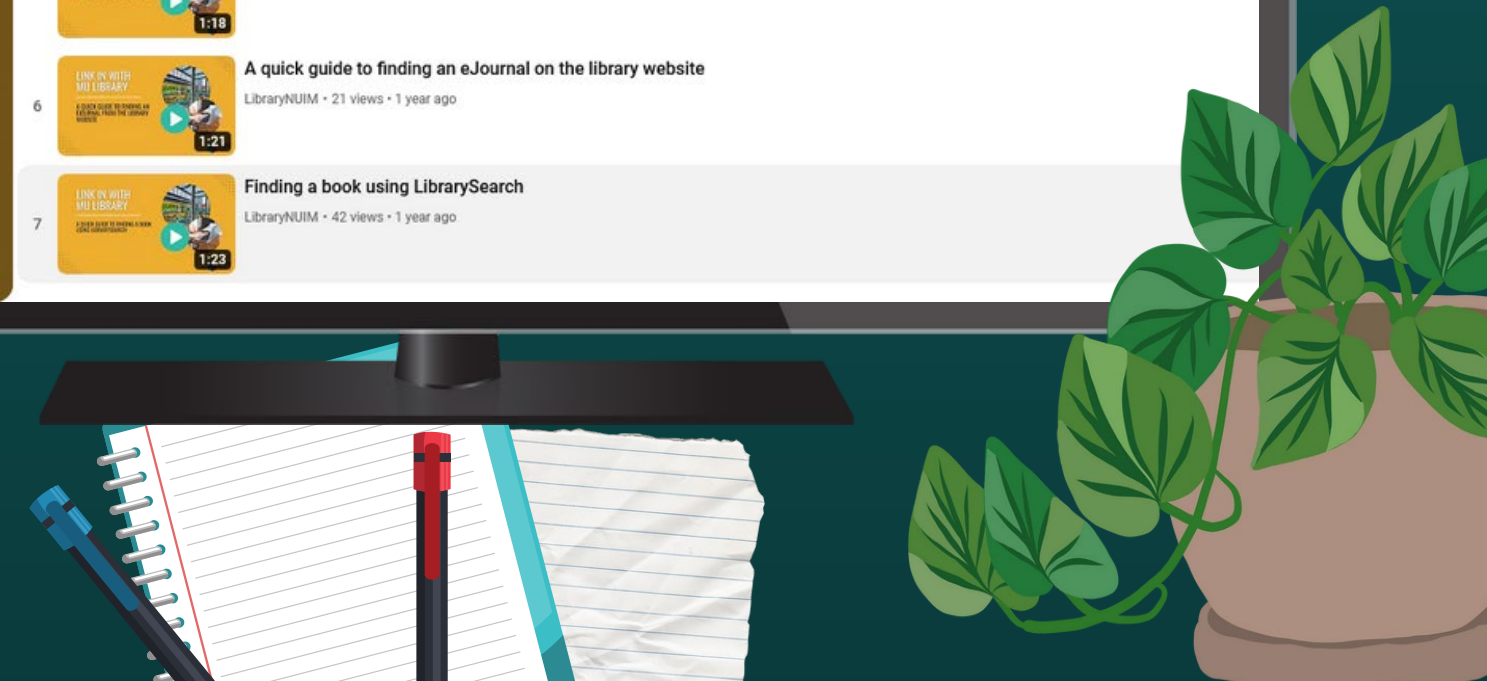 1:18
6
LINK IN WITH
MU LIBRARY
A QUICK GUIDE TO FINDING AN
EJOURNAL FROM THE LIBRARY
WEBSITE
1:21
A quick guide to finding an eJournal on the library website
LibraryNUIM • 21 views • 1 year ago
7
LINK IN WITH
MU LIBRARY
A QUICK GUIDE TO FINDING A BOOK
USING LIBRARYSEARCH
1:23
Finding a book using LibrarySearch
LibraryNUIM • 42 views • 1 year ago